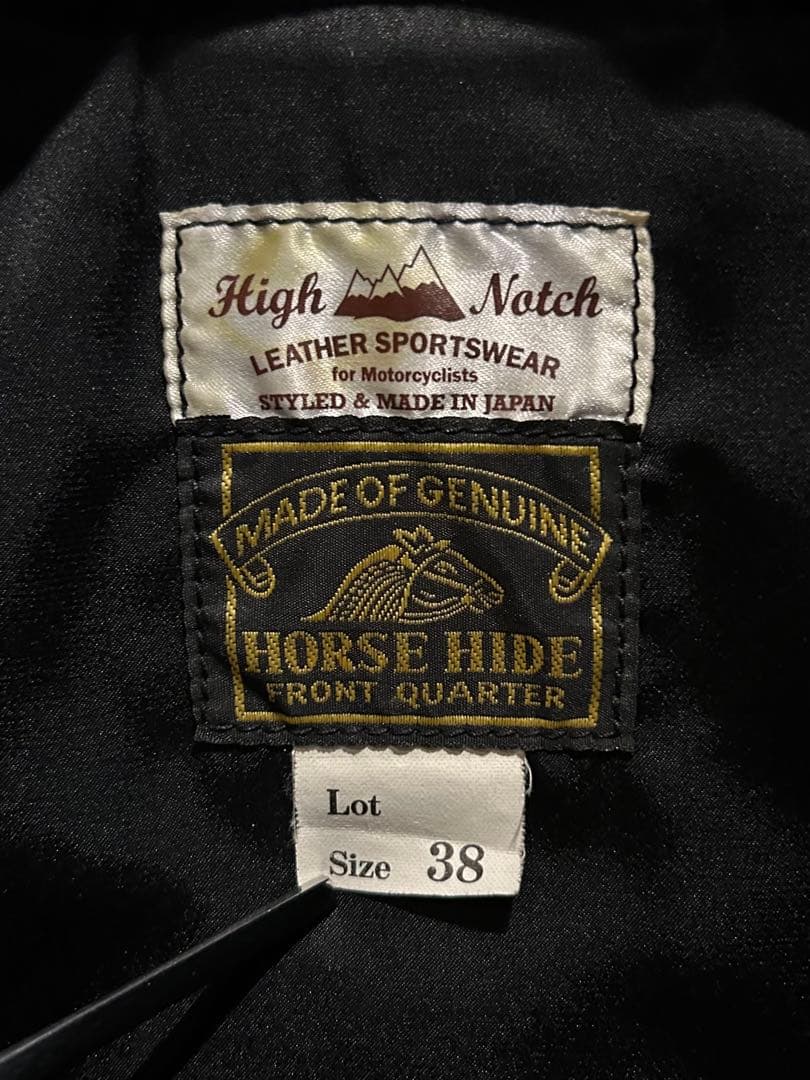 High Notch
LEATHER SPORTSWEAR
for Motorcyclists
STYLED & MADE IN JAPAN
MADE OF GENUINE
HORSE HIDE
FRONT QUARTER
Lot
Size 38